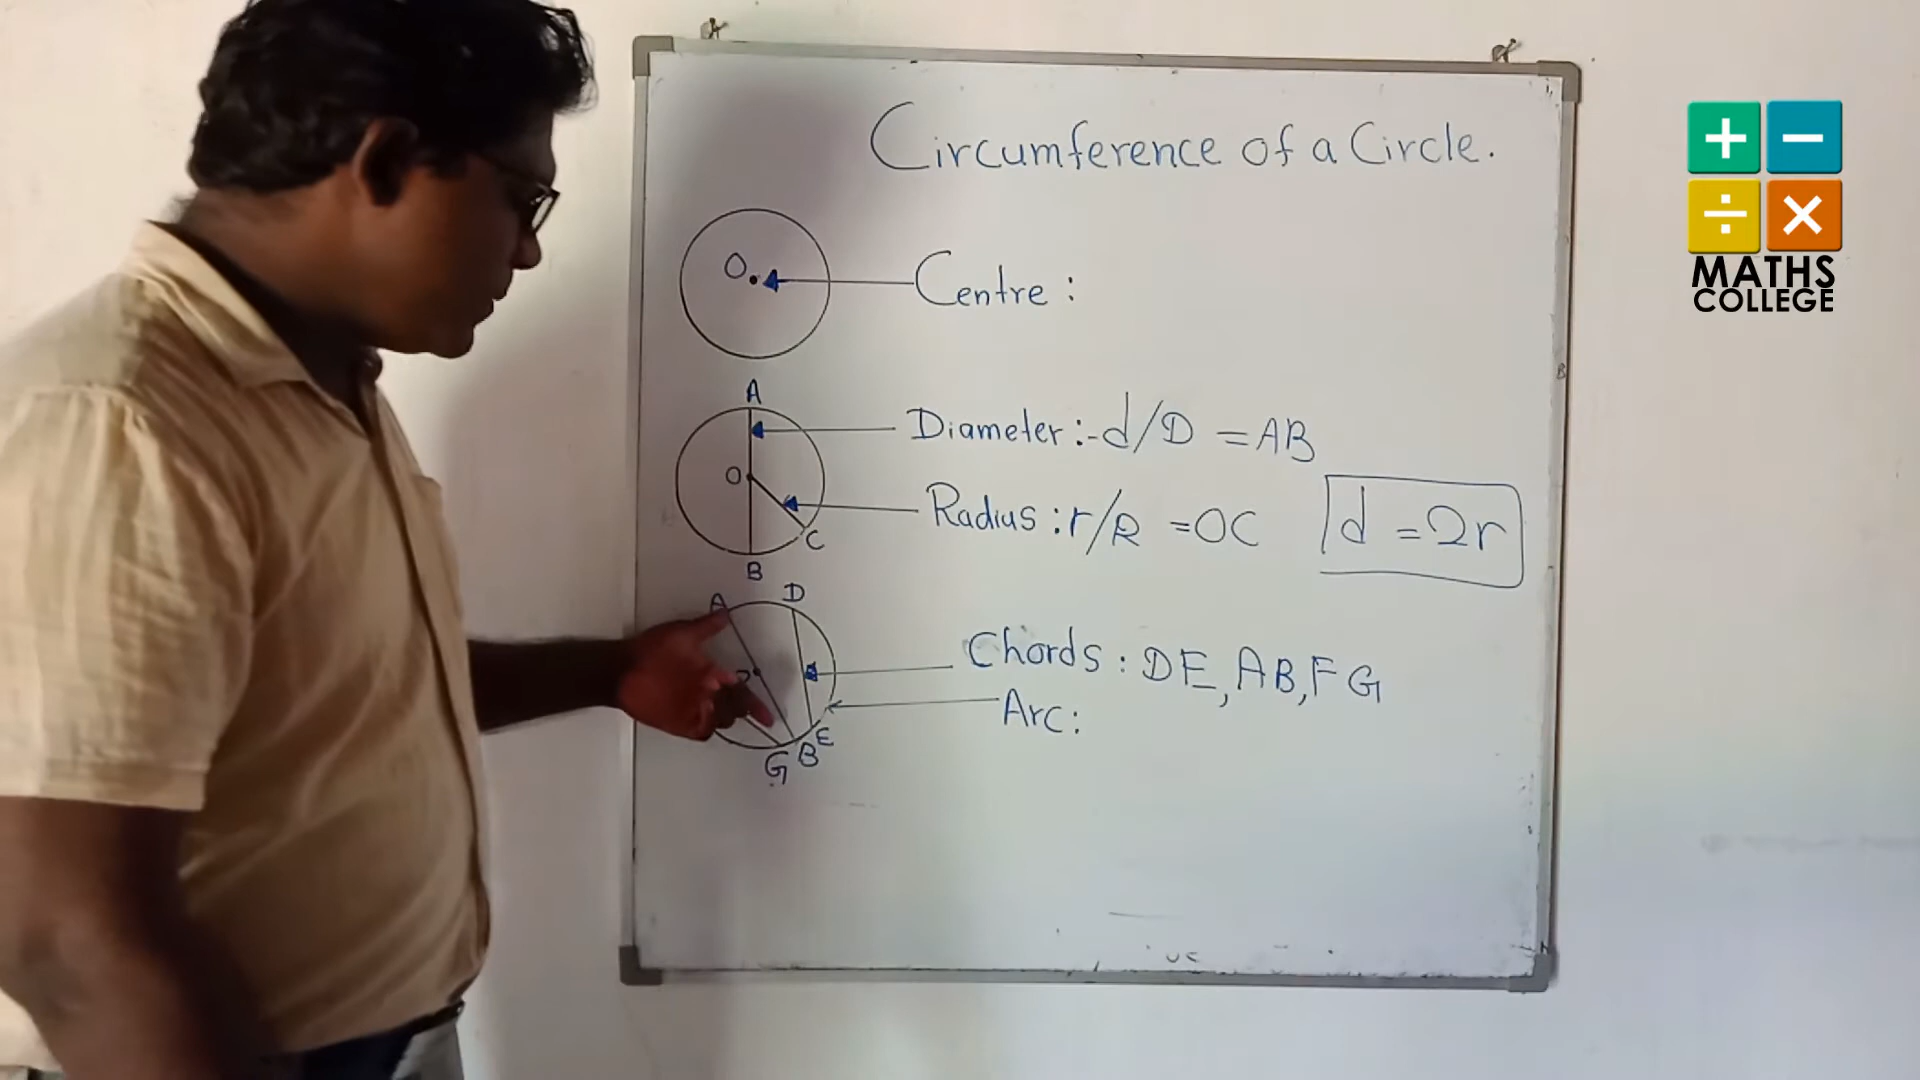 Circumference of a Circle.
O
Centre :
A
Diameter :- d/D = AB
O
Radius : r/R = OC
d = 2r
C
B
A D
Chords : DE, AB, FG
Arc :
E
G B
+ −
÷ ×
MATHS
COLLEGE